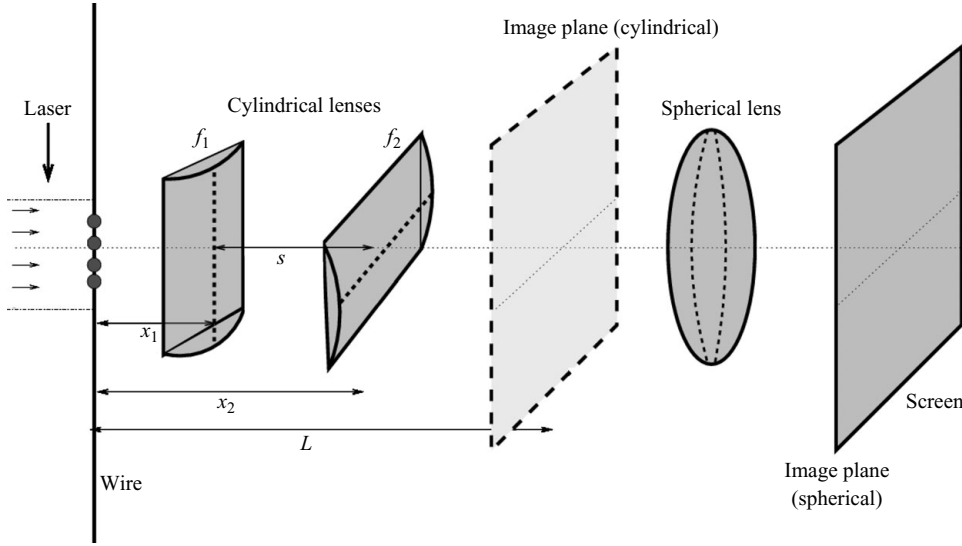 Image plane (cylindrical)
Laser
Cylindrical lenses
Spherical lens
f₁
f₂
s
x₁
x₂
L
Screen
Wire
Image plane
(spherical)